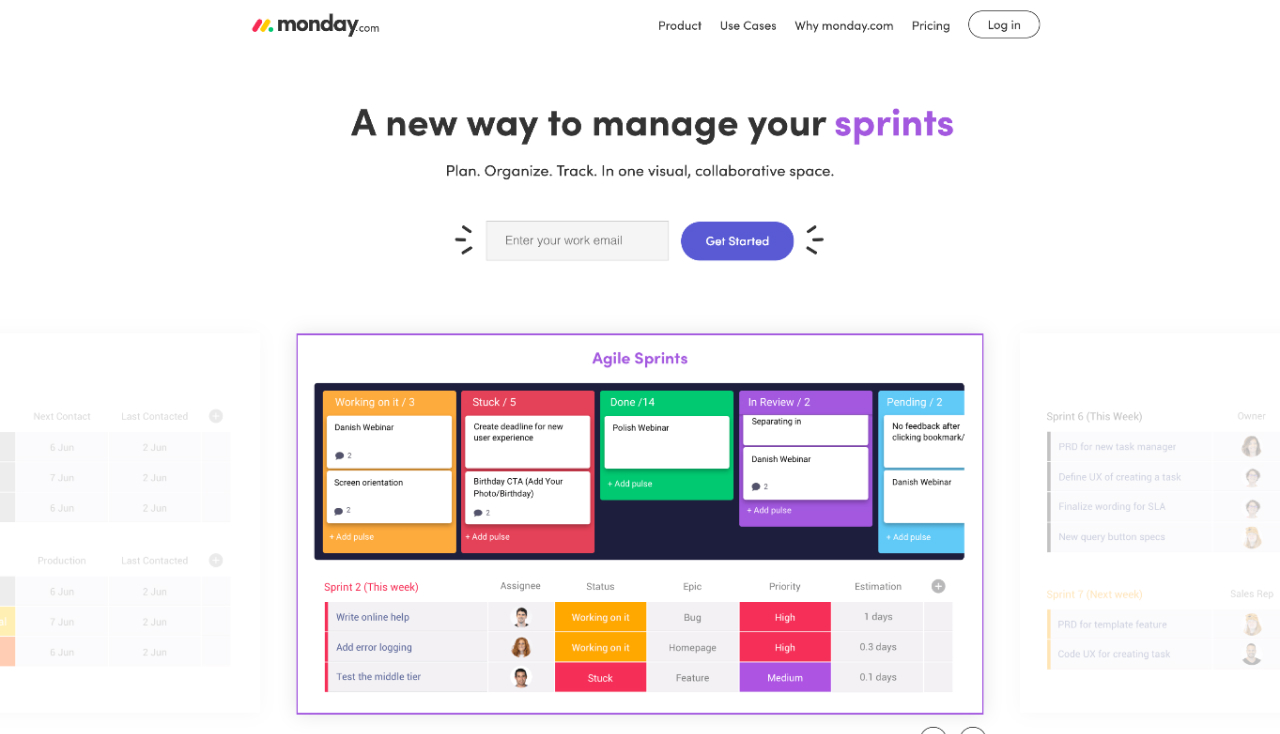 monday.com
Product Use Cases Why monday.com Pricing Log in
A new way to manage your sprints
Plan. Organize. Track. In one visual, collaborative space.
Enter your work email
Get Started
Next Contact Last Contacted
6 Jun 2 Jun
7 Jun 2 Jun
6 Jun 2 Jun
Production Last Contacted
6 Jun 2 Jun
7 Jun 2 Jun
6 Jun 2 Jun
Agile Sprints
Working on it / 3
Danish Webinar
2
Screen orientation
2
+ Add pulse
Stuck / 5
Create deadline for new
user experience
Birthday CTA (Add Your
Photo/Birthday)
2
+ Add pulse
Done /14
Polish Webinar
+ Add pulse
In Review / 2
Separating in
Danish Webinar
2
+ Add pulse
Pending / 2
No feedback after
clicking bookmark/
Danish Webinar
+ Add pulse
Sprint 2 (This week) Assignee Status Epic Priority Estimation
Write online help Working on it Bug High 1 days
Add error logging Working on it Homepage High 0.3 days
Test the middle tier Stuck Feature Medium 0.1 days
Sprint 6 (This Week) Owner
PRD for new task manager
Define UX of creating a task
Finalize wording for SLA
New query button specs
Sprint 7 (Next week) Sales Rep
PRD for template feature
Code UX for creating task